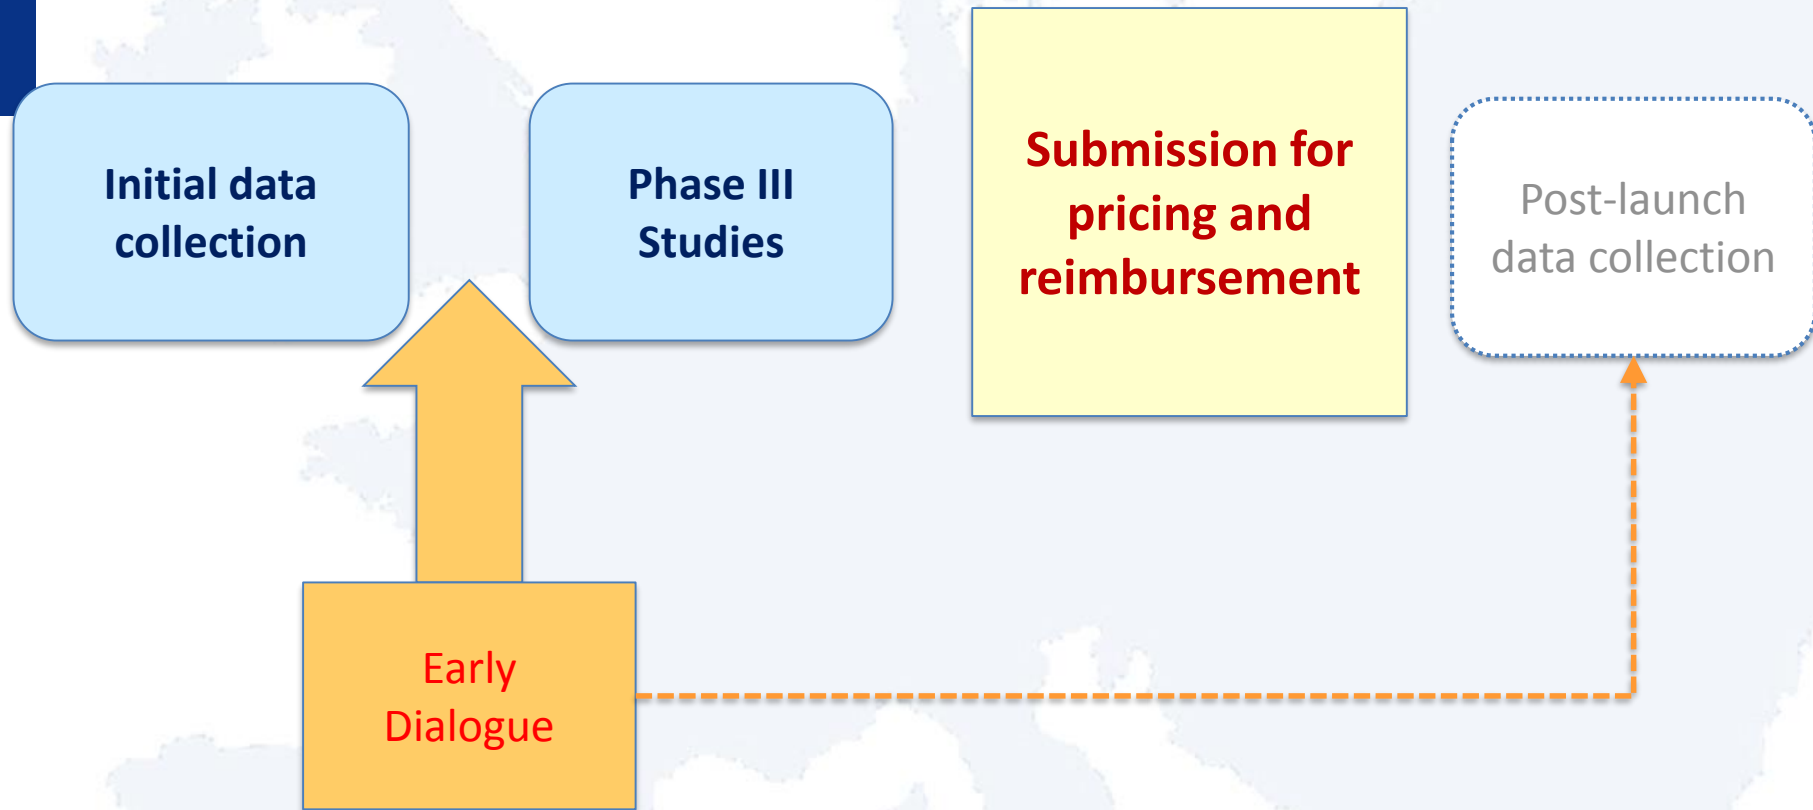 Initial data
collection
Phase III
Studies
Submission for
pricing and
reimbursement
Post-launch
data collection
Early
Dialogue